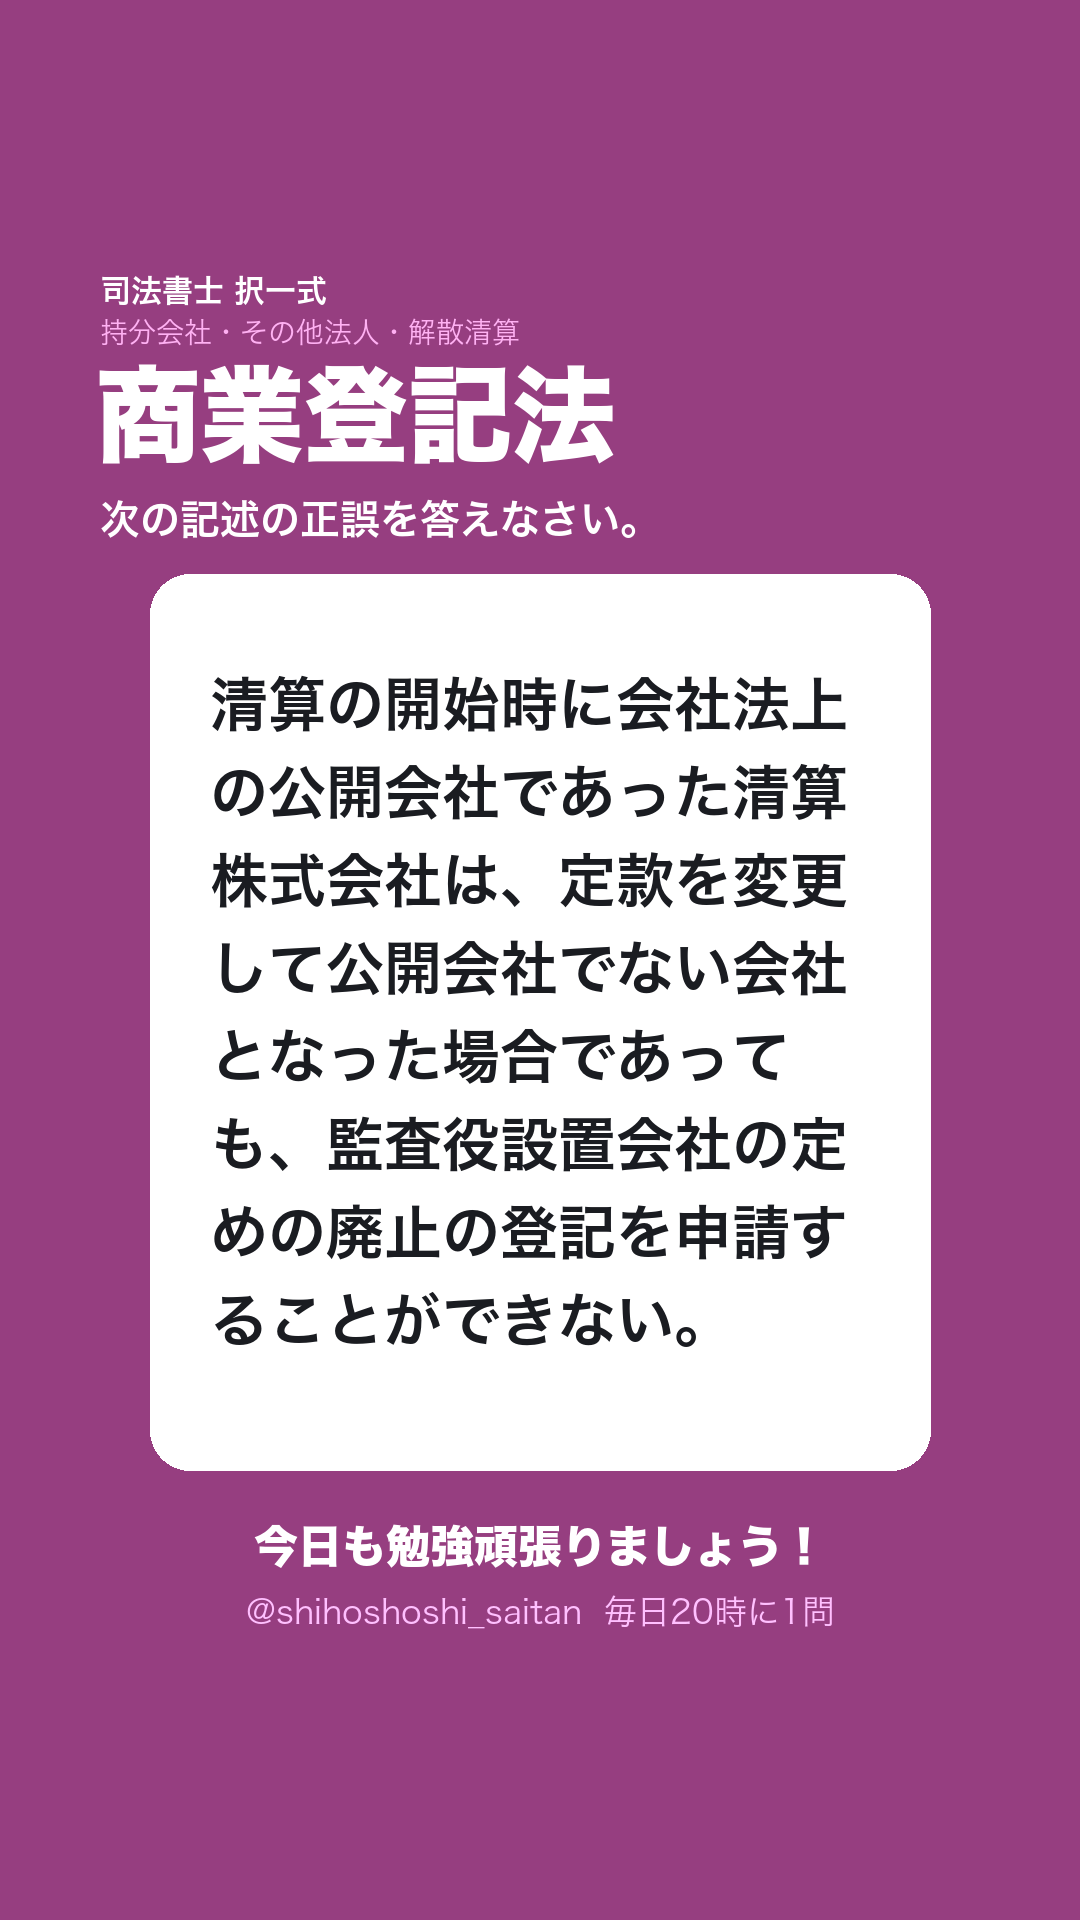 司法書士 択一式
持分会社・その他法人・解散清算
商業登記法
次の記述の正誤を答えなさい。
清算の開始時に会社法上
の公開会社であった清算
株式会社は、定款を変更
して公開会社でない会社
となった場合であって
も、監査役設置会社の定
めの廃止の登記を申請す
ることができない。
今日も勉強頑張りましょう！
@shihoshoshi_saitan 毎日20時に1問